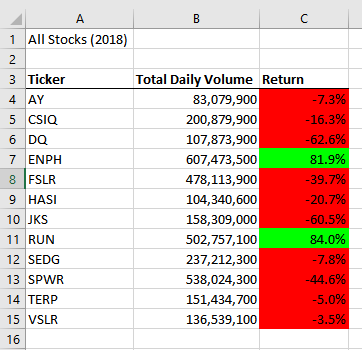 A B C
1 All Stocks (2018)
2
3 Ticker Total Daily Volume Return
4 AY 83,079,900 -7.3%
5 CSIQ 200,879,900 -16.3%
6 DQ 107,873,900 -62.6%
7 ENPH 607,473,500 81.9%
8 FSLR 478,113,900 -39.7%
9 HASI 104,340,600 -20.7%
10 JKS 158,309,000 -60.5%
11 RUN 502,757,100 84.0%
12 SEDG 237,212,300 -7.8%
13 SPWR 538,024,300 -44.6%
14 TERP 151,434,700 -5.0%
15 VSLR 136,539,100 -3.5%
16